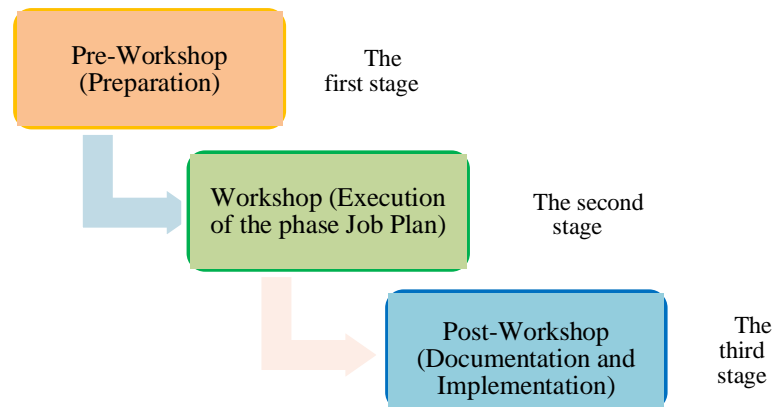 Pre-Workshop
(Preparation)
The
first stage
Workshop (Execution
of the phase Job Plan)
The second
stage
Post-Workshop
(Documentation and
Implementation)
The
third
stage